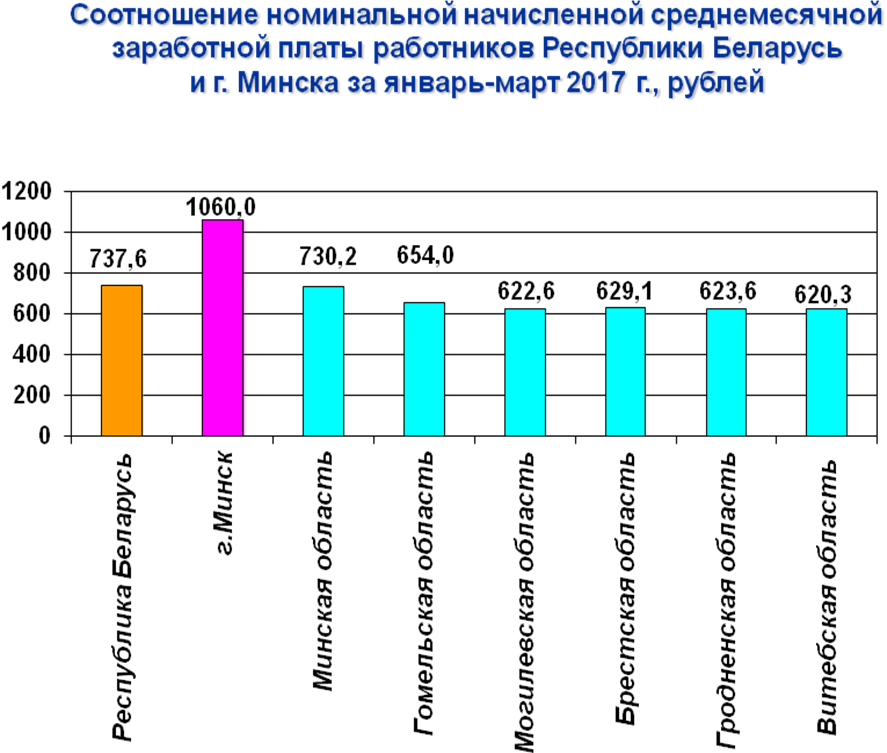 Соотношение номинальной начисленной среднемесячной
заработной платы работников Республики Беларусь
и г. Минска за январь-март 2017 г., рублей
1200
1000
800
600
400
200
0
737,6
1060,0
730,2
654,0
622,6
629,1
623,6
620,3
Республика Беларусь
г.Минск
Минская область
Гомельская область
Могилевская область
Брестская область
Гродненская область
Витебская область